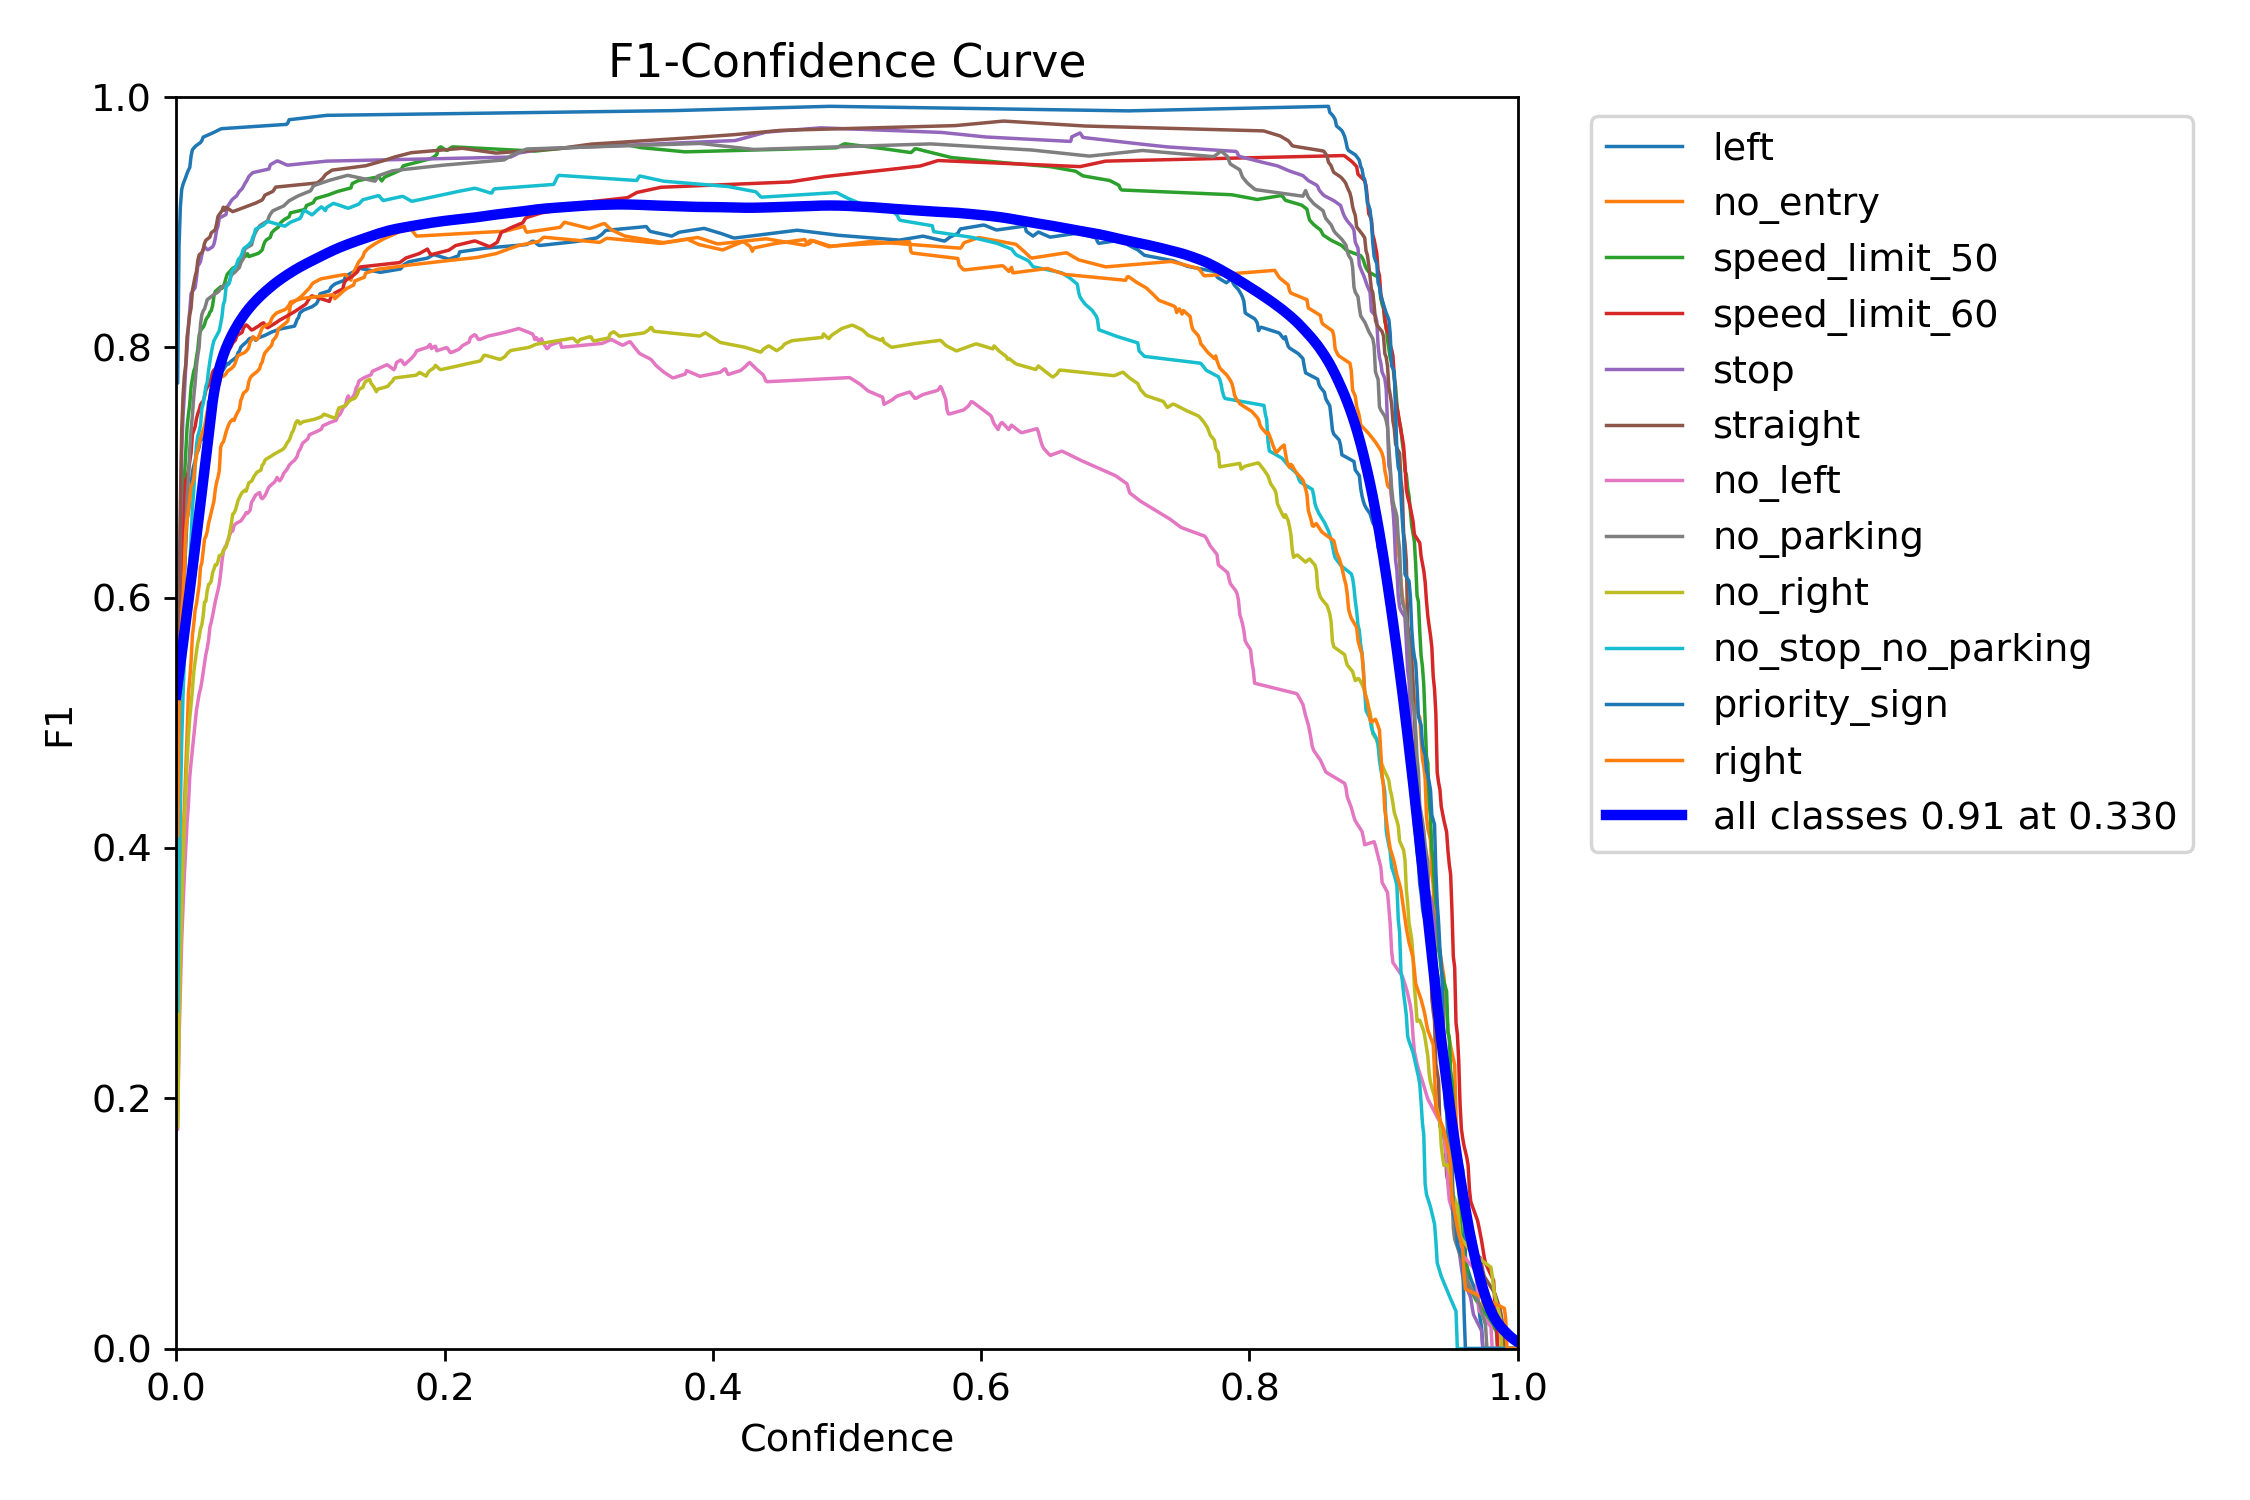 F1-Confidence Curve
1.0
0.8
0.6
0.4
0.2
0.0
F1
0.0 0.2 0.4 0.6 0.8 1.0
Confidence
left
no_entry
speed_limit_50
speed_limit_60
stop
straight
no_left
no_parking
no_right
no_stop_no_parking
priority_sign
right
all classes 0.91 at 0.330